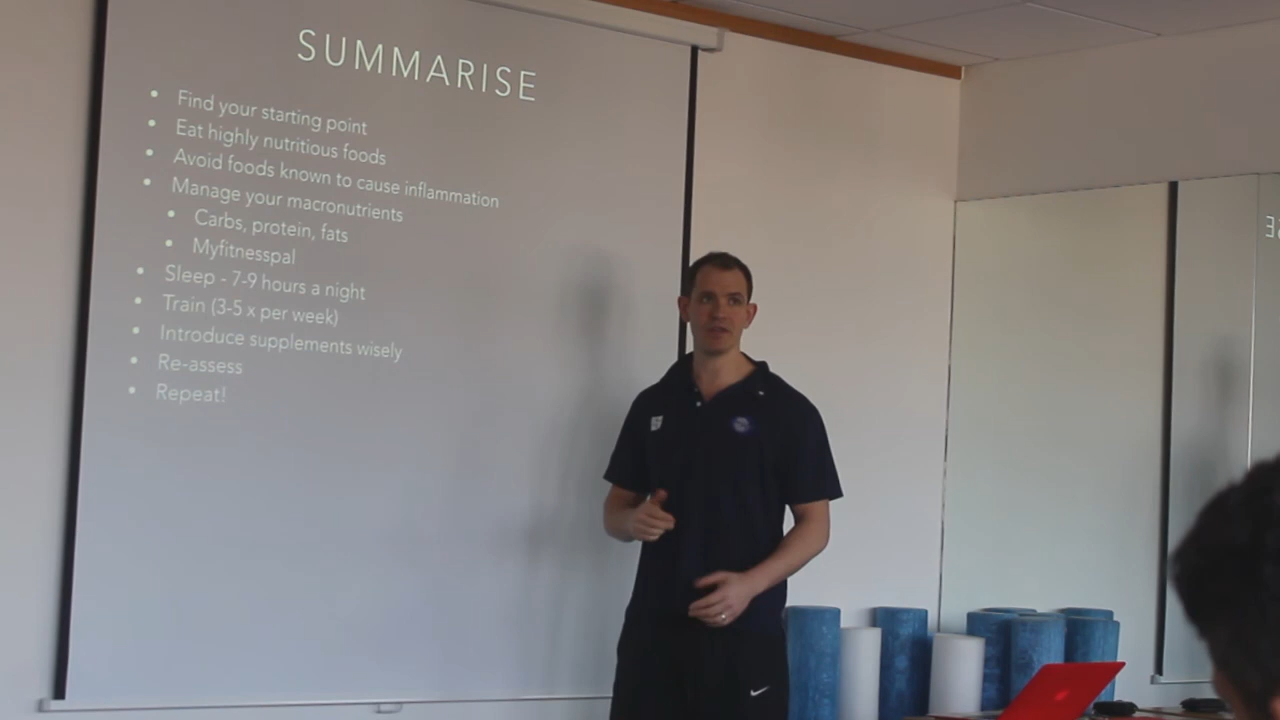 SUMMARISE
• Find your starting point
• Eat highly nutritious foods
• Avoid foods known to cause inflammation
• Manage your macronutrients
• Carbs, protein, fats
• Myfitnesspal
• Sleep - 7-9 hours a night
• Train (3-5 x per week)
• Introduce supplements wisely
• Re-assess
• Repeat!